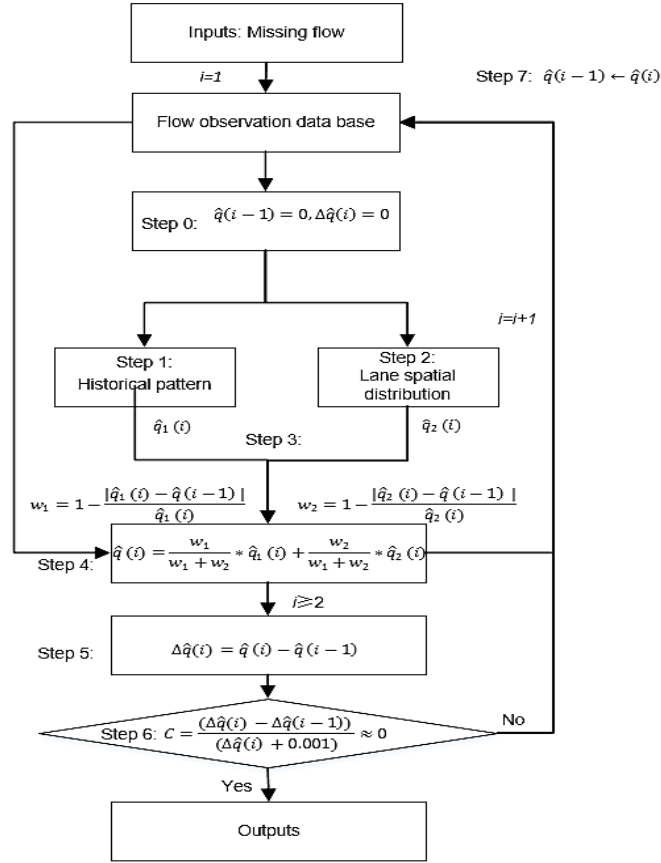 Inputs: Missing flow
i=1
Step 7: q̂(i − 1) ← q̂(i)
Flow observation data base
Step 0: q̂(i − 1) = 0, Δq̂(i) = 0
i=i+1
Step 1:
Historical pattern
Step 2:
Lane spatial
distribution
q̂₁(i)
q̂₂(i)
Step 3:
w₁ = 1 − |q̂₁(i) − q̂(i − 1)| / q̂₁(i)
w₂ = 1 − |q̂₂(i) − q̂(i − 1)| / q̂₂(i)
Step 4: q̂(i) = w₁ / (w₁ + w₂) * q̂₁(i) + w₂ / (w₁ + w₂) * q̂₂(i)
i≥2
Step 5: Δq̂(i) = q̂(i) − q̂(i − 1)
Step 6: C = (Δq̂(i) − Δq̂(i − 1)) / (Δq̂(i) + 0.001) ≈ 0
No
Yes
Outputs